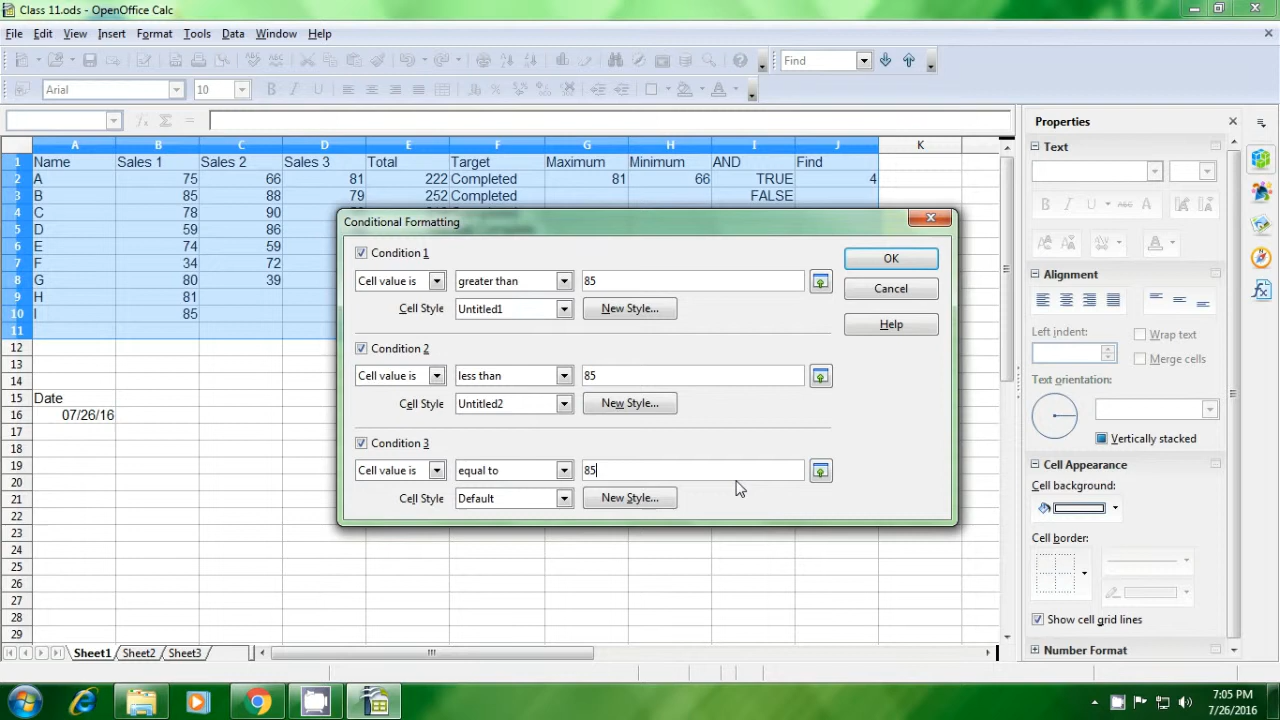 Class 11.ods - OpenOffice Calc
File Edit View Insert Format Tools Data Window Help
Find
Arial 10
Properties
A B C D E F G H I J K
Text
1 Name Sales 1 Sales 2 Sales 3 Total Target Maximum Minimum AND Find
2 A 75 66 81 222 Completed 81 66 TRUE 4
3 B 85 88 79 252 Completed FALSE
4 C 78 90
5 D 59 86
6 E 74 59
7 F 34 72
8 G 80 39
9 H 81
10 I 85
11
12
13
14
15 Date
16 07/26/16
17
18
19
20
21
22
23
24
25
26
27
28
29
Conditional Formatting
Condition 1
Cell value is greater than 85
Cell Style Untitled1 New Style...
Condition 2
Cell value is less than 85
Cell Style Untitled2 New Style...
Condition 3
Cell value is equal to 85
Cell Style Default New Style...
OK
Cancel
Help
Alignment
Left indent:
Wrap text
Merge cells
Text orientation:
Vertically stacked
Cell Appearance
Cell background:
Cell border:
Show cell grid lines
Number Format
Sheet1 Sheet2 Sheet3
7:05 PM
7/26/2016